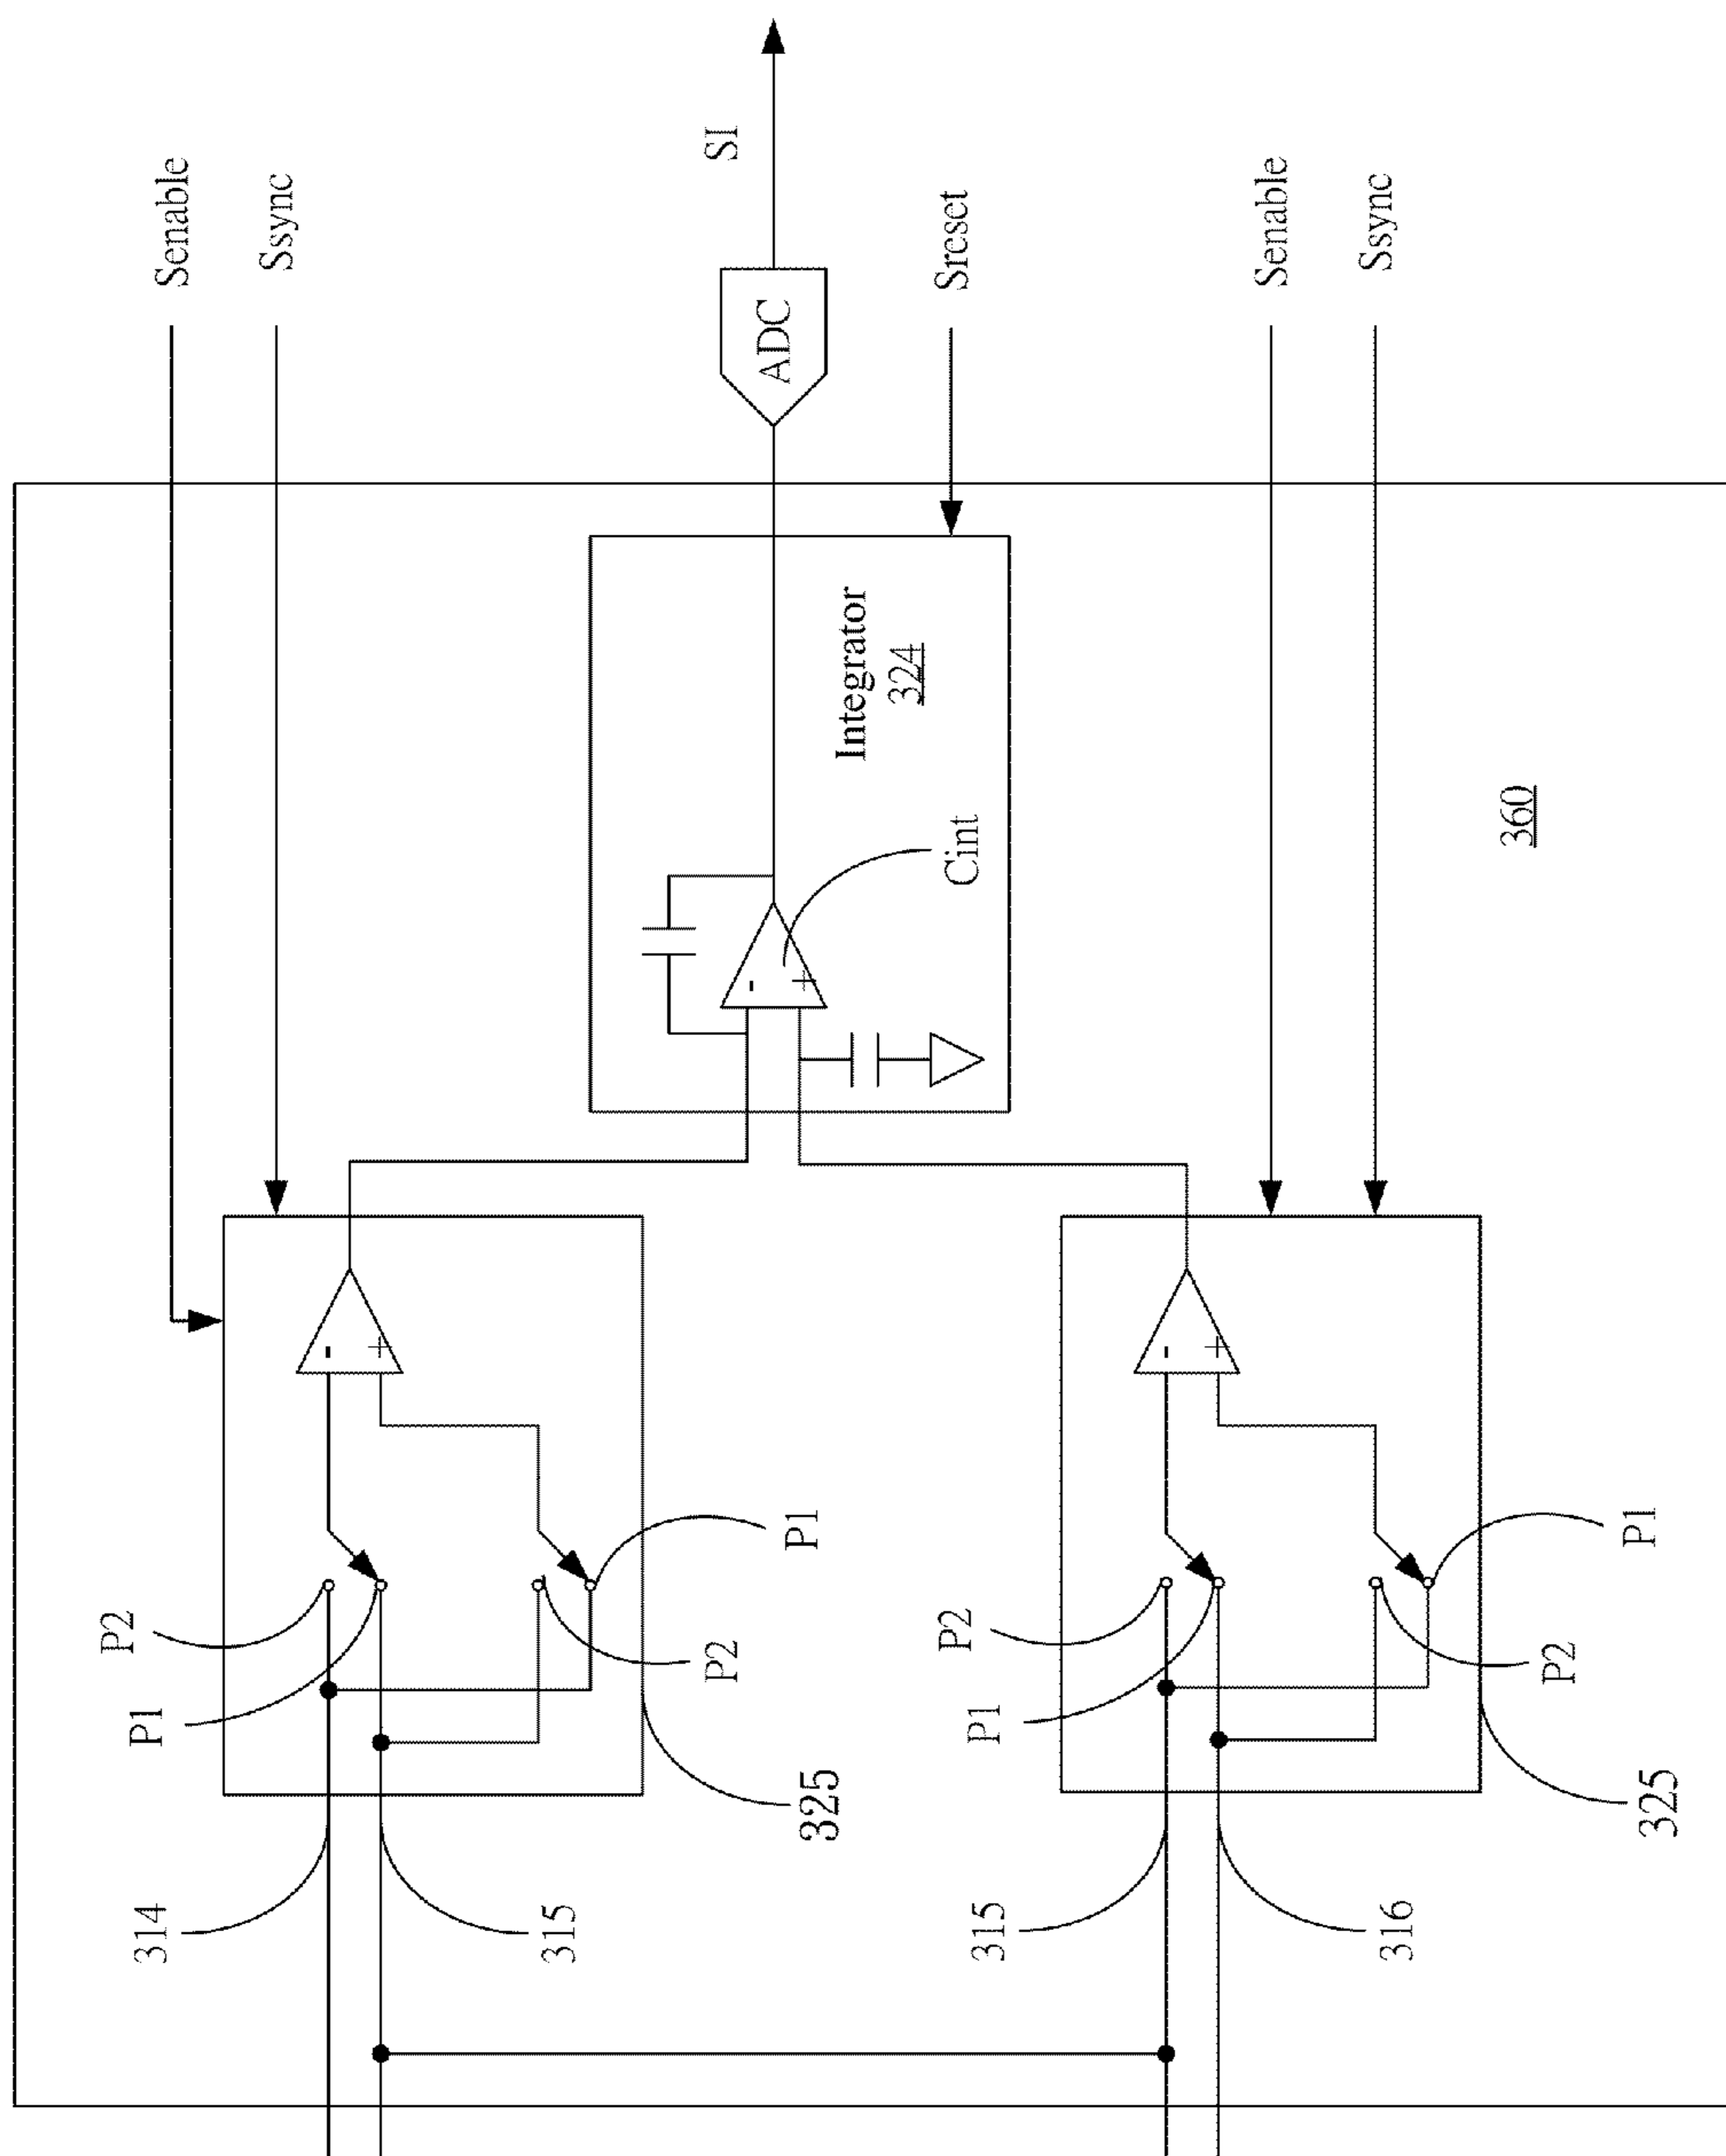 Senable
Ssync
SI
ADC
Sreset
Senable
Ssync
Integrator
324
Cint
360
-
+
-
+
-
+
P2
P1
P1
P2
325
314
315
P2
P1
P1
P2
325
315
316